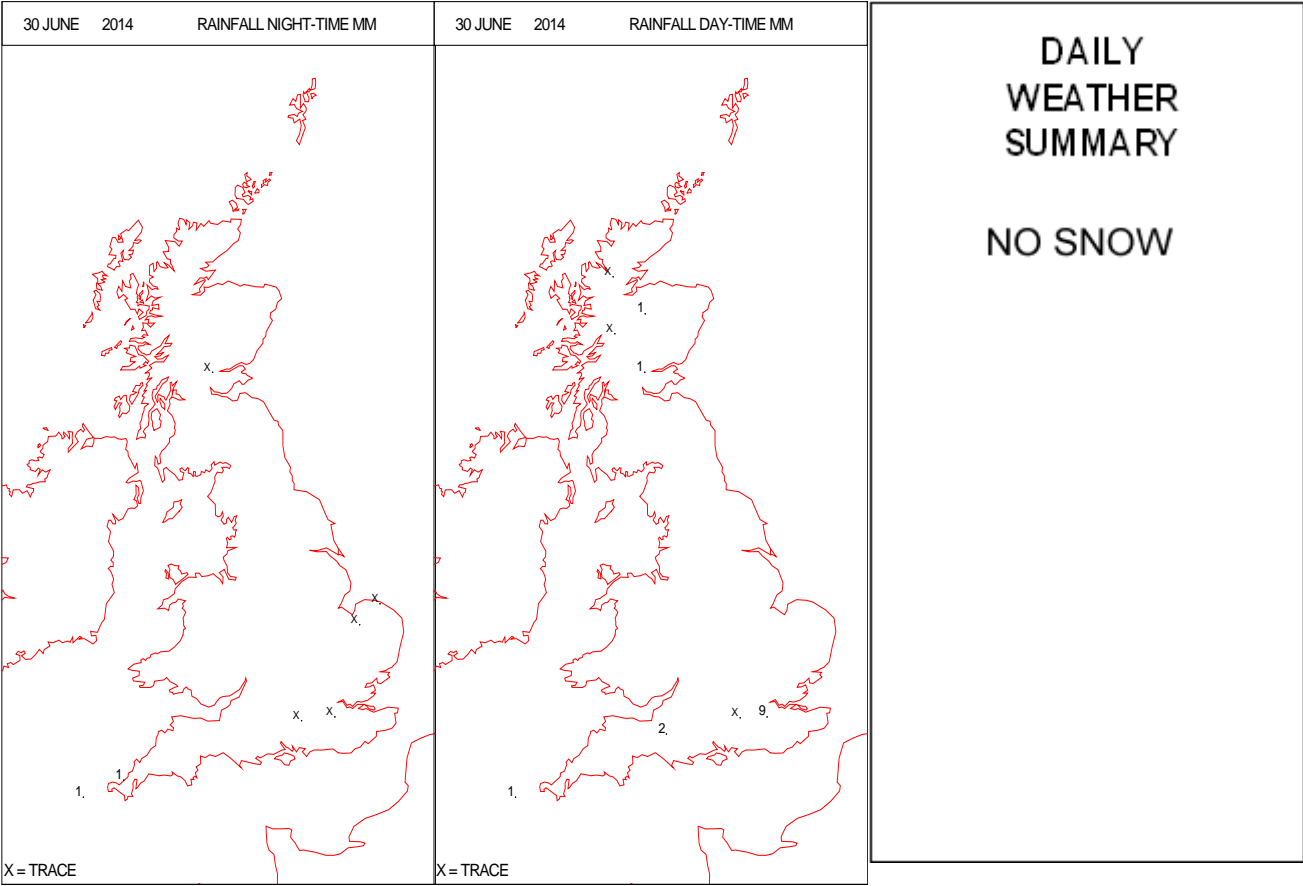 30 JUNE 2014 RAINFALL NIGHT-TIME MM
X.
X.
X.
X.
X.
1.
1.
X = TRACE
30 JUNE 2014 RAINFALL DAY-TIME MM
X.
1.
X.
1.
X.
9.
2.
1.
X = TRACE
DAILY
WEATHER
SUMMARY
NO SNOW